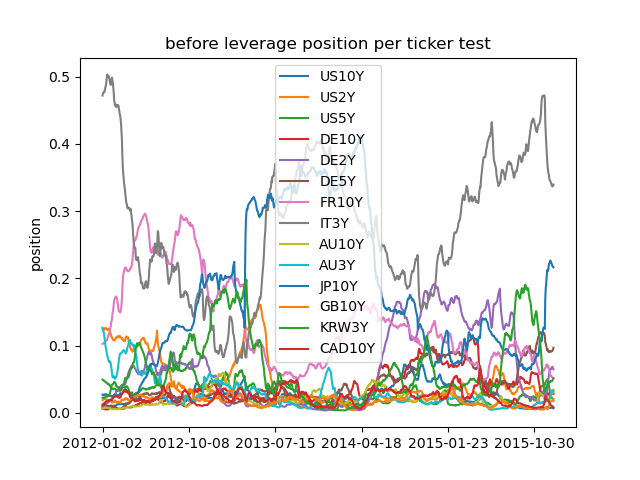 before leverage position per ticker test
position
0.5
0.4
0.3
0.2
0.1
0.0
US10Y
US2Y
US5Y
DE10Y
DE2Y
DE5Y
FR10Y
IT3Y
AU10Y
AU3Y
JP10Y
GB10Y
KRW3Y
CAD10Y
2012-01-02 2012-10-08 2013-07-15 2014-04-18 2015-01-23 2015-10-30